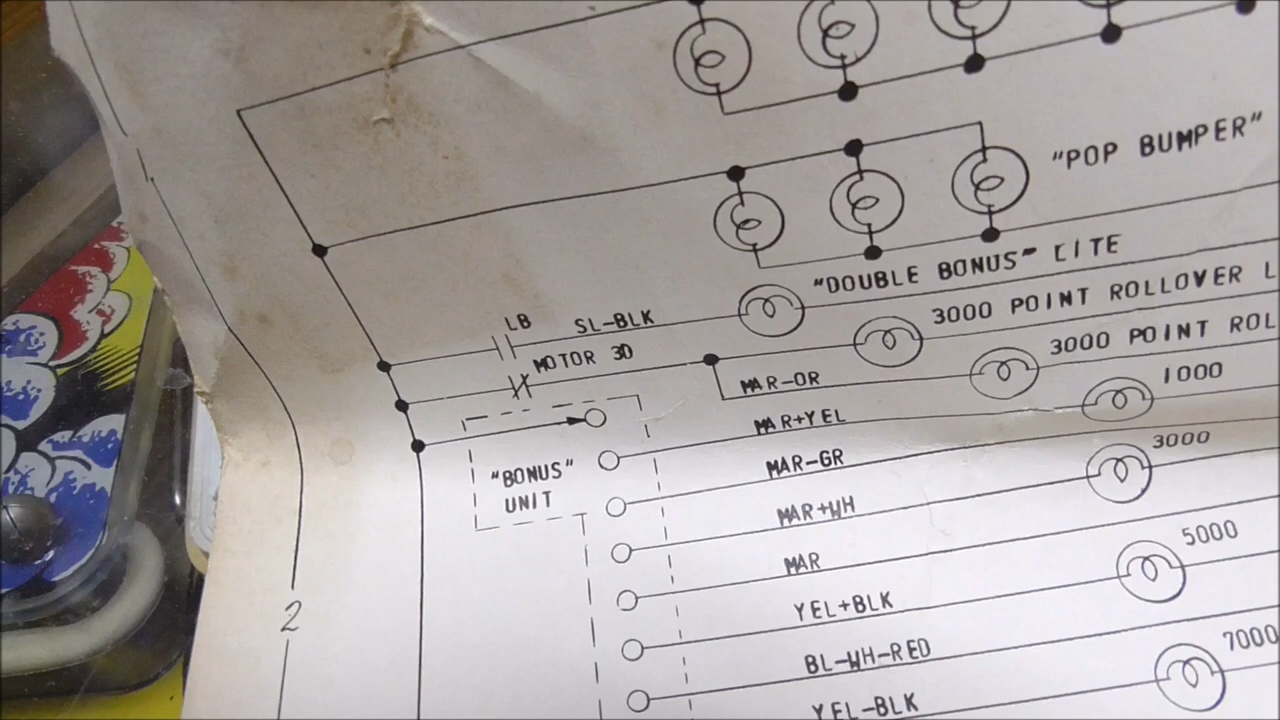 "POP BUMPER"
"DOUBLE BONUS" LITE
LB
SL-BLK
3000 POINT ROLLOVER L
MOTOR 3D
3000 POINT ROL
MAR-OR
1000
MAR+YEL
3000
MAR-GR
"BONUS"
UNIT
MAR+WH
5000
MAR
YEL+BLK
2
7000
BL-WH-RED
YEL-BLK